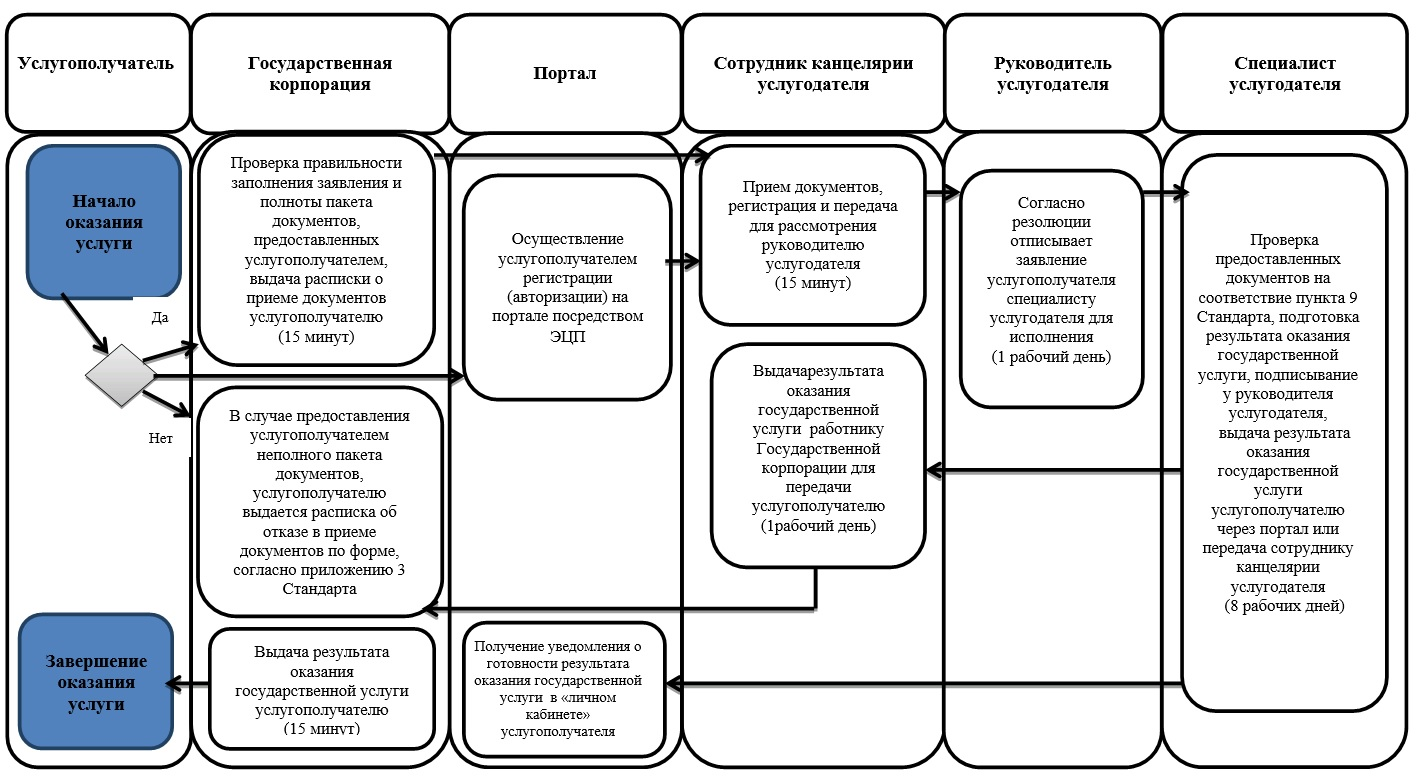 Услугополучатель
Государственная
корпорация
Портал
Сотрудник канцелярии
услугодателя
Руководитель
услугодателя
Специалист
услугодателя
Начало
оказания
услуги
Да
Нет
Проверка правильности
заполнения заявления и
полноты пакета
документов,
предоставленных
услугополучателем,
выдача расписки о
приеме документов
услугополучателю
(15 минут)
В случае предоставления
услугополучателем
неполного пакета
документов,
услугополучателю
выдается расписка об
отказе в приеме
документов по форме,
согласно приложению 3
Стандарта
Осуществление
услугополучателем
регистрации
(авторизации) на
портале посредством
ЭЦП
Прием документов,
регистрация и передача
для рассмотрения
руководителю
услугодателя
(15 минут)
Выдачарезультата
оказания
государственной
услуги работнику
Государственной
корпорации для
передачи
услугополучателю
(1рабочий день)
Согласно
резолюции
отписывает
заявление
услугополучателя
специалисту
услугодателя для
исполнения
(1 рабочий день)
Проверка
предоставленных
документов на
соответствие пункта 9
Стандарта, подготовка
результата оказания
государственной
услуги, подписывание
у руководителя
услугодателя,
выдача результата
оказания
государственной
услуги
услугополучателю
через портал или
передача сотруднику
канцелярии
услугодателя
(8 рабочих дней)
Завершение
оказания
услуги
Выдача результата
оказания
государственной услуги
услугополучателю
(15 минут)
Получение уведомления о
готовности результата
оказания государственной
услуги в «личном
кабинете»
услугополучателя